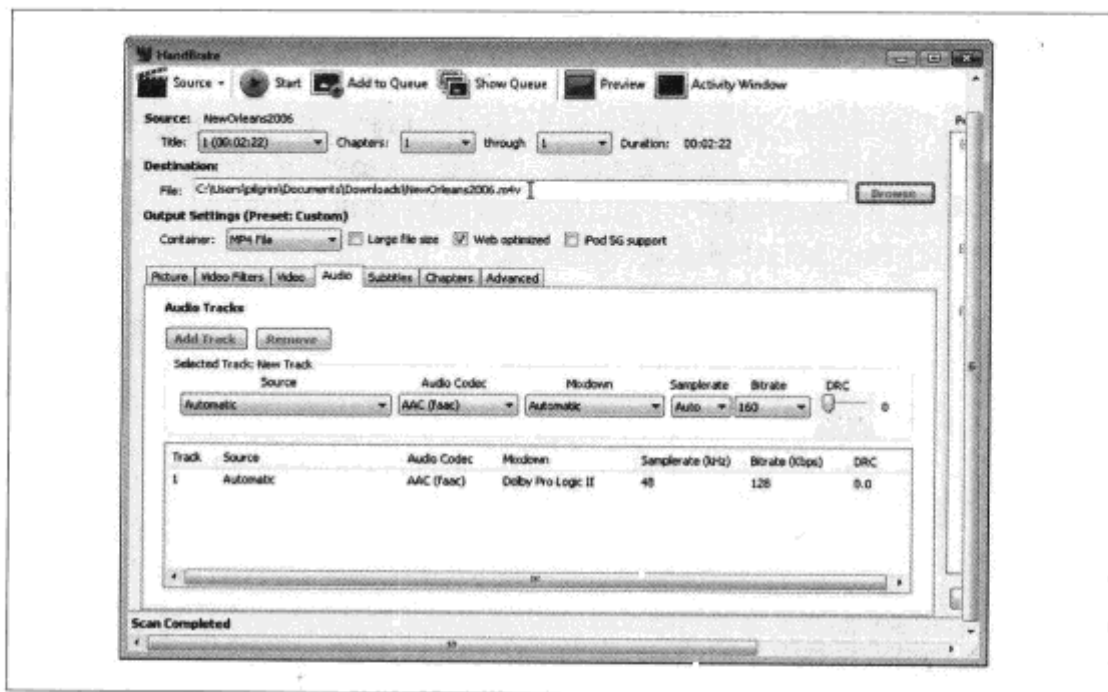 HandBrake
Source Start Add to Queue Show Queue Preview Activity Window
Source: NewOrleans2006
Title: 1 (00:02:22) Chapters: 1 through 1 Duration: 00:02:22
Destination:
File: C:\Users\pilgrim\Documents\Downloads\NewOrleans2006.m4v Browse
Output Settings (Preset: Custom)
Container: MP4 File Large file size Web optimized iPod 5G support
Picture Video Filters Video Audio Subtitles Chapters Advanced
Audio Tracks
Add Track Remove
Selected Track: New Track
Source Audio Codec Mixdown Samplerate Bitrate DRC
Automatic AAC (faac) Automatic Auto 160 0
Track Source Audio Codec Mixdown Samplerate (kHz) Bitrate (Kbps) DRC
1 Automatic AAC (faac) Dolby Pro Logic II 48 128 0.0
Scan Completed